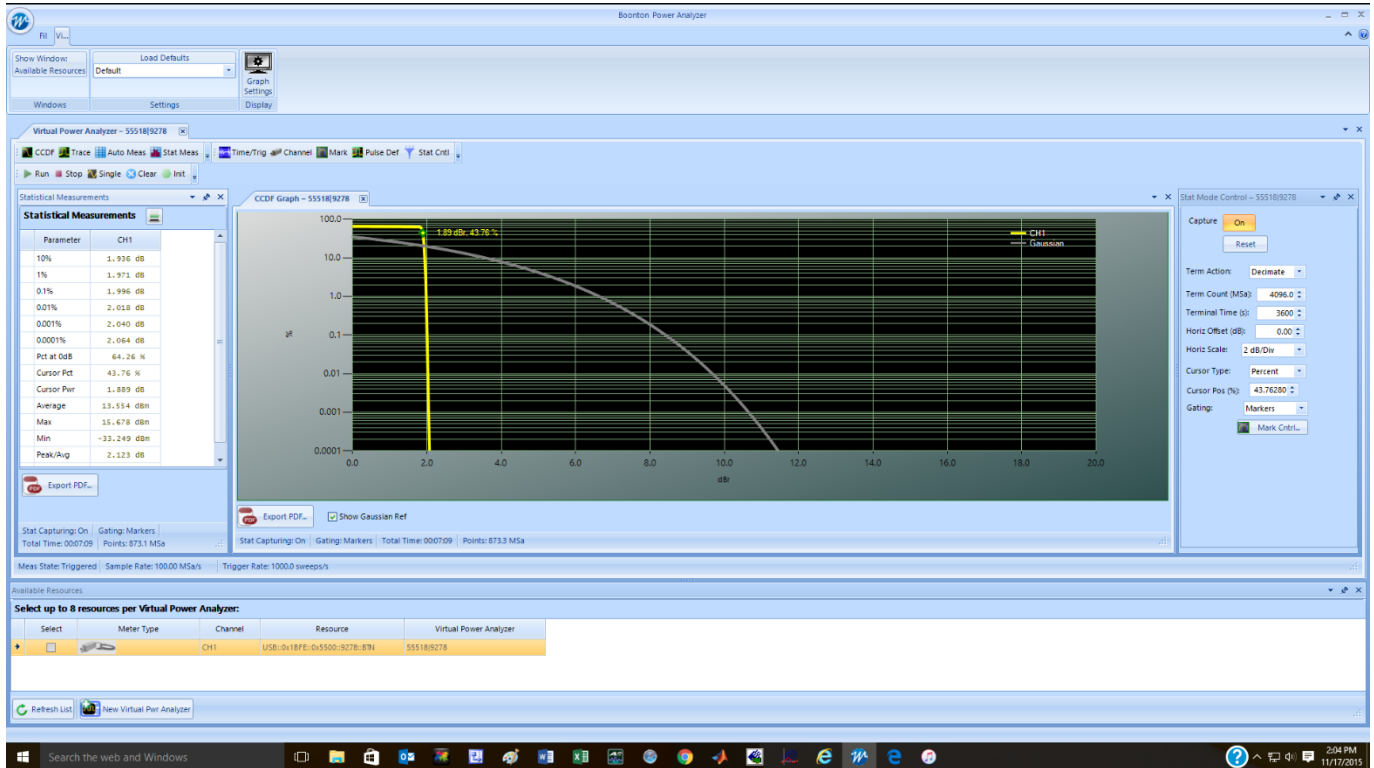 Boonton Power Analyzer
Fil Vi...
Show Window:
Available Resources
Windows
Load Defaults
Default
Settings
Graph
Settings
Display
Virtual Power Analyzer - 55518|9278
CCDF Trace Auto Meas Stat Meas Time/Trig Channel Mark Pulse Def Stat Cntl
Run Stop Single Clear Init
Statistical Measurements
Statistical Measurements
Parameter CH1
10% 1.936 dB
1% 1.971 dB
0.1% 1.996 dB
0.01% 2.018 dB
0.001% 2.040 dB
0.0001% 2.064 dB
Pct at 0dB 64.26 %
Cursor Pct 43.76 %
Cursor Pwr 1.889 dB
Average 13.554 dBm
Max 15.678 dBm
Min -33.249 dBm
Peak/Avg 2.123 dB
PDF Export PDF...
Stat Capturing: On Gating: Markers
Total Time: 00:07:09 Points: 873.1 MSa
CCDF Graph - 55518|9278
100.0
10.0
1.0
0.1
0.01
0.001
0.0001
%
1.89 dBr, 43.76 %
CH1
Gaussian
0.0 2.0 4.0 6.0 8.0 10.0 12.0 14.0 16.0 18.0 20.0
dBr
PDF Export PDF... Show Gaussian Ref
Stat Capturing: On Gating: Markers Total Time: 00:07:09 Points: 873.3 MSa
Stat Mode Control - 55518|9278
Capture On
Reset
Term Action: Decimate
Term Count (MSa): 4096.0
Terminal Time (s): 3600
Horiz Offset (dB): 0.00
Horiz Scale: 2 dB/Div
Cursor Type: Percent
Cursor Pos (%): 43.76280
Gating: Markers
Mark Cntrl...
Meas State: Triggered Sample Rate: 100.00 MSa/s Trigger Rate: 1000.0 sweeps/s
Available Resources
Select up to 8 resources per Virtual Power Analyzer:
Select Meter Type Channel Resource Virtual Power Analyzer
CH1 USB::0x1BFE::0x5500::9278::BTN 55518|9278
Refresh List New Virtual Pwr Analyzer
Search the web and Windows
2:04 PM
11/17/2015